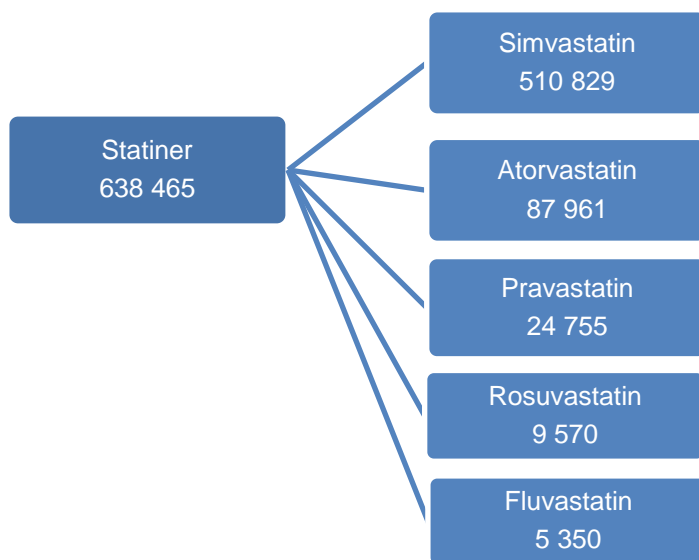 Statiner
638 465
Simvastatin
510 829
Atorvastatin
87 961
Pravastatin
24 755
Rosuvastatin
9 570
Fluvastatin
5 350